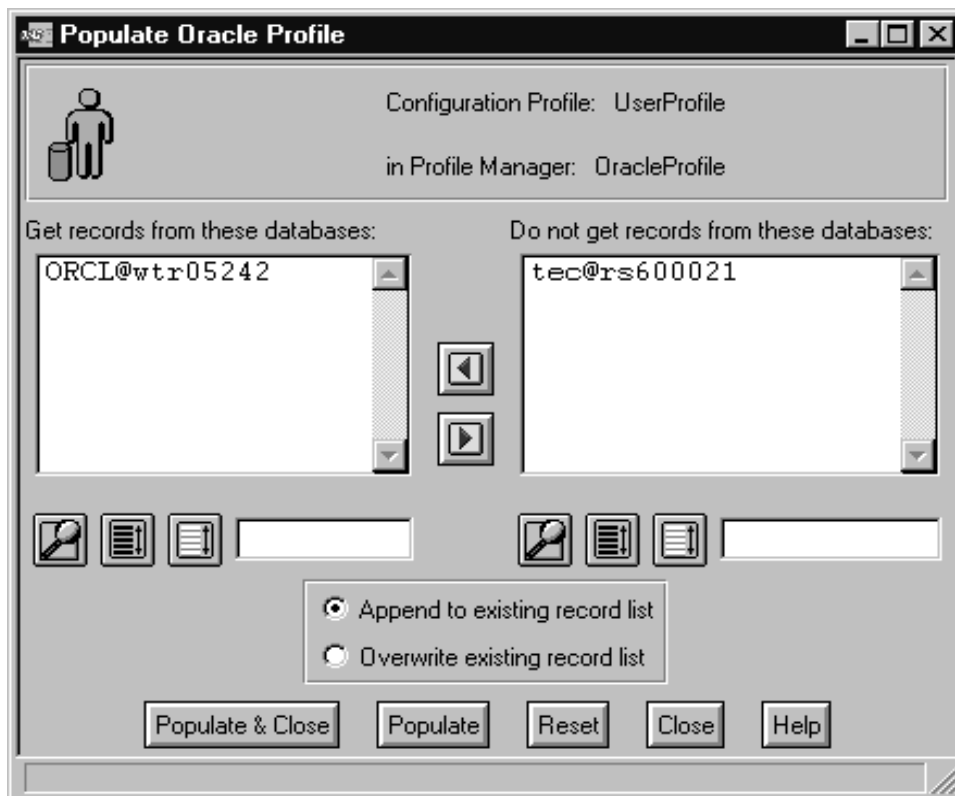 Populate Oracle Profile
Configuration Profile: UserProfile
in Profile Manager: OracleProfile
Get records from these databases:
Do not get records from these databases:
ORCL@wtr05242
tec@rs600021
Append to existing record list
Overwrite existing record list
Populate & Close
Populate
Reset
Close
Help